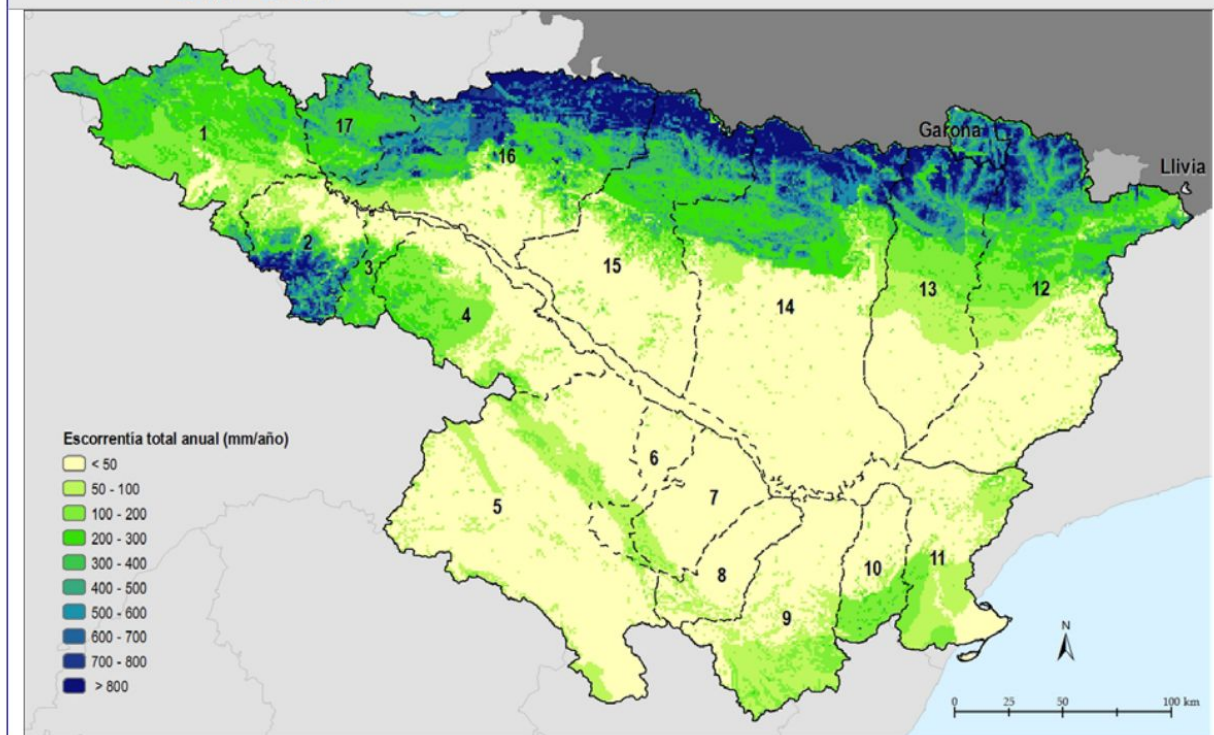 Garona
Llivia
1
17
16
2
3
4
15
14
13
12
5
6
7
8
9
10
11
Escorrentía total anual (mm/año)
< 50
50 - 100
100 - 200
200 - 300
300 - 400
400 - 500
500 - 600
600 - 700
700 - 800
> 800
N
0 25 50 100 km